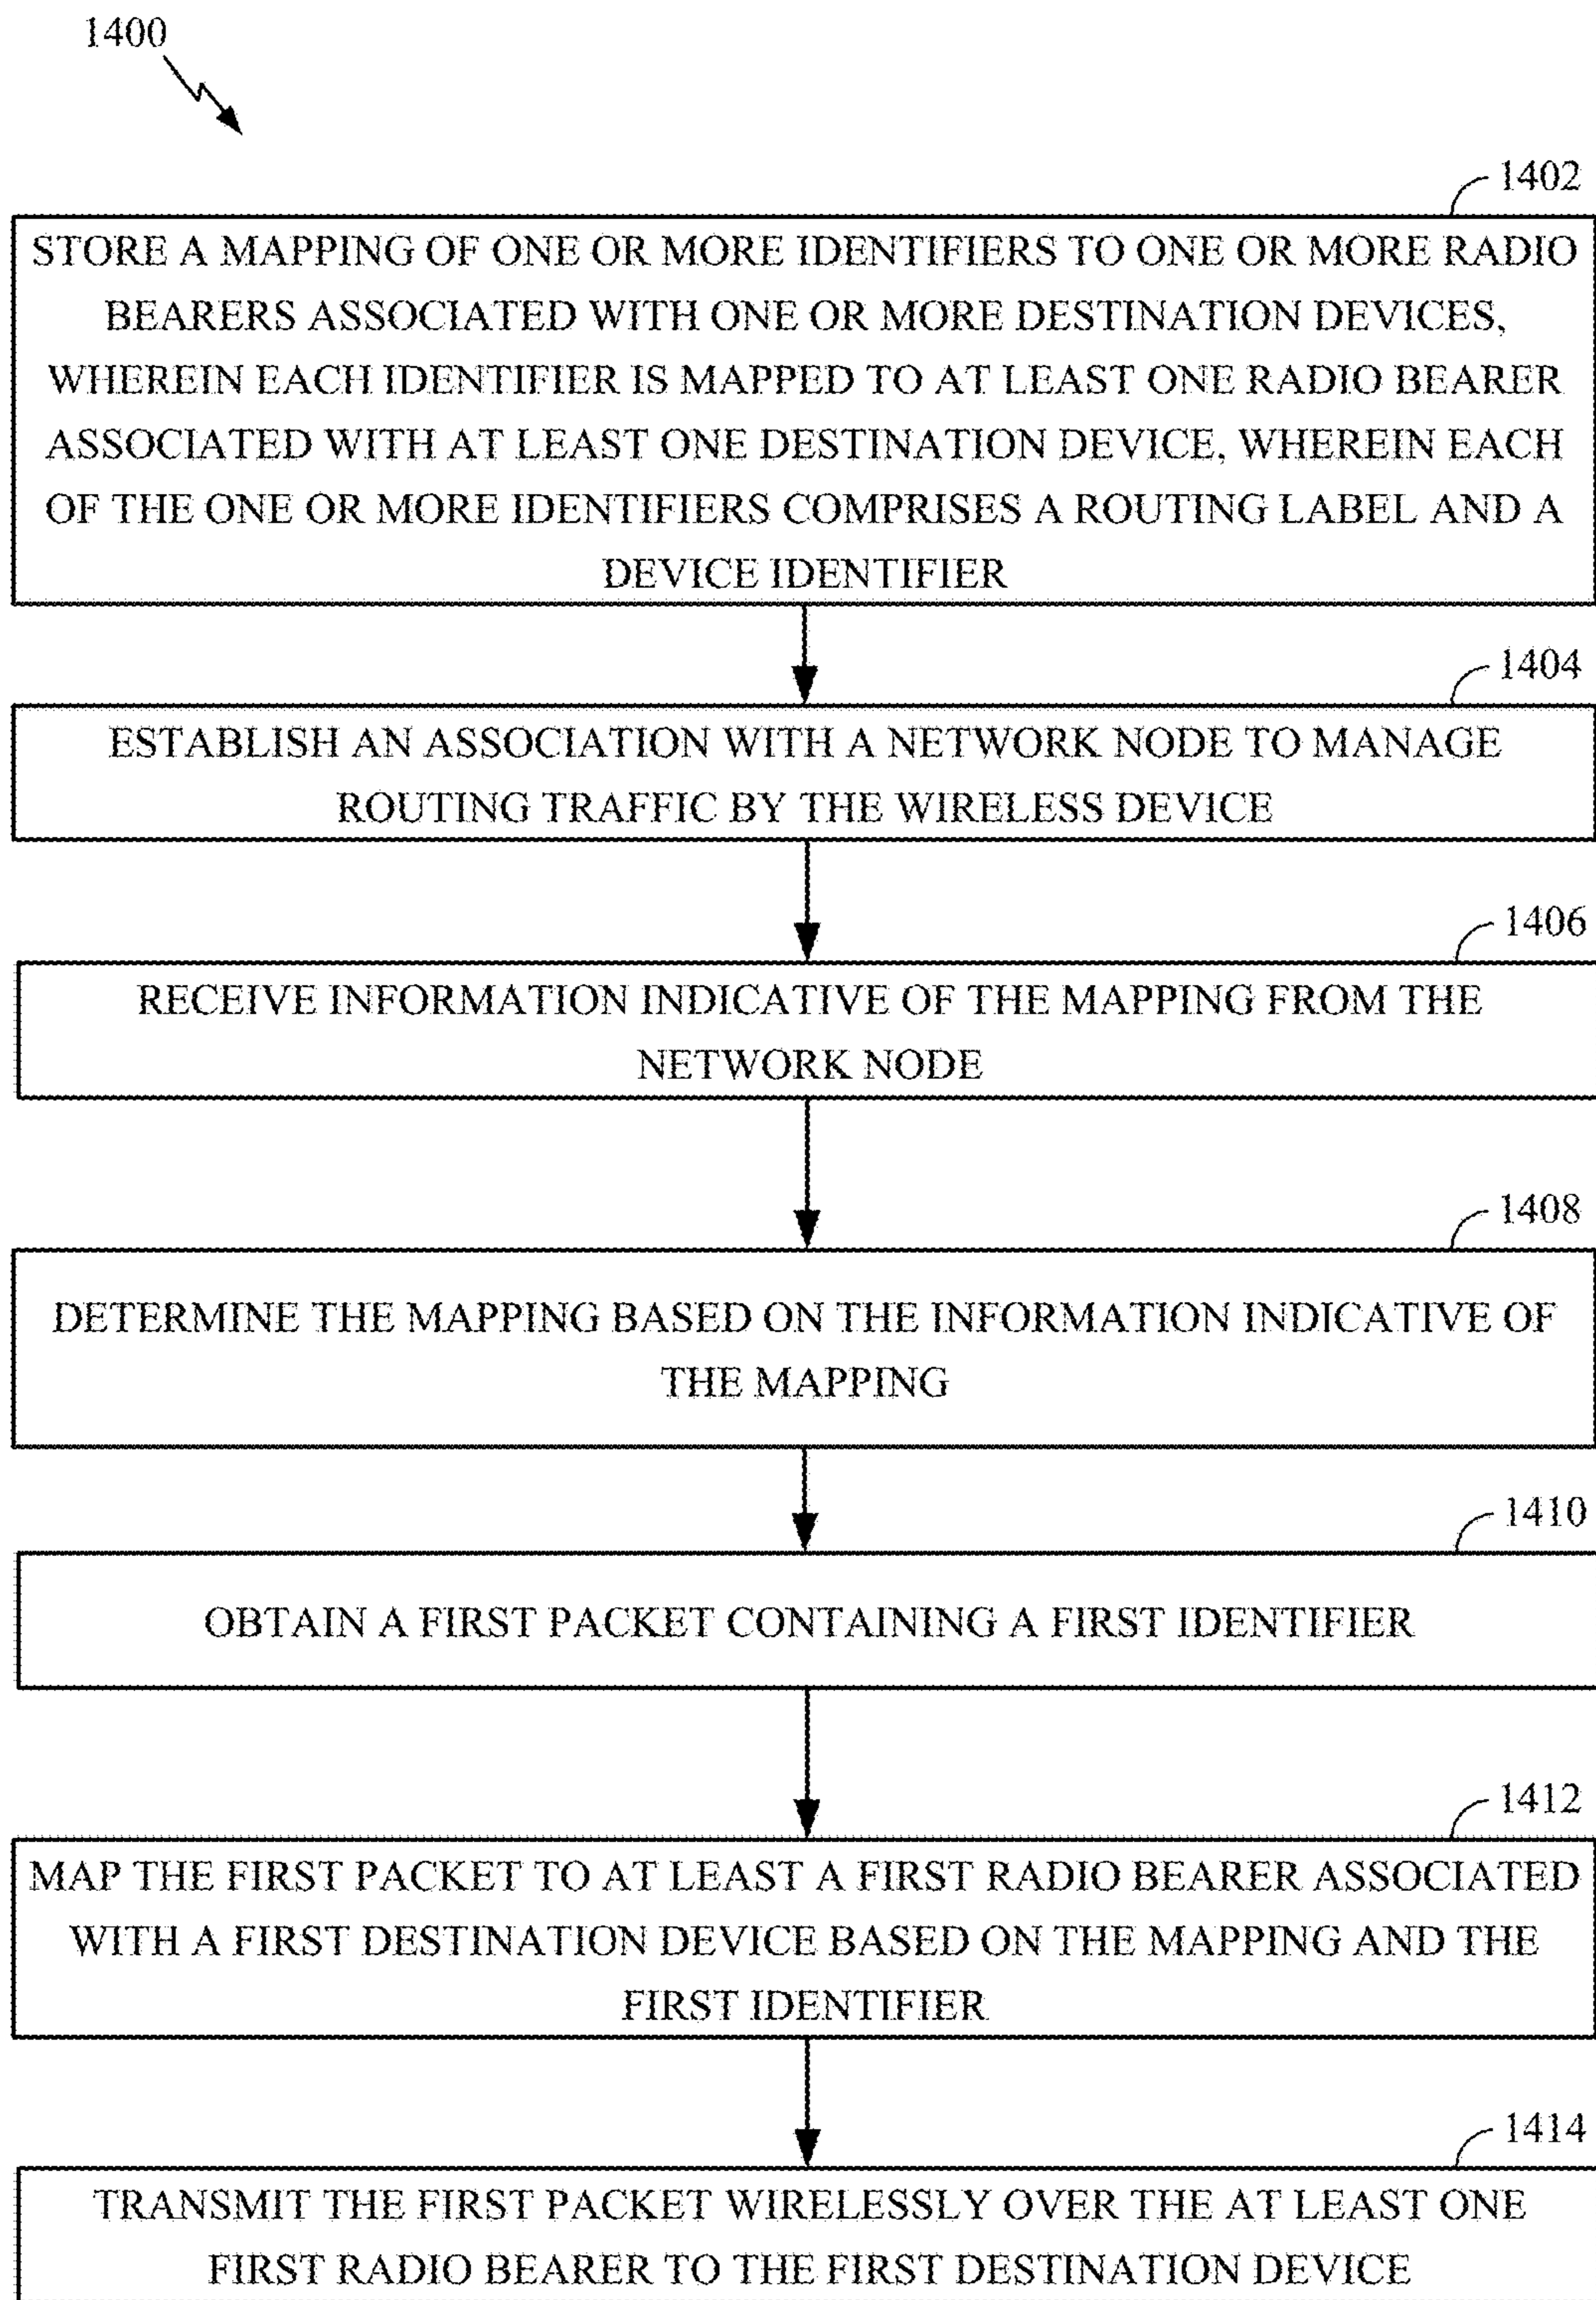 1400
1402
STORE A MAPPING OF ONE OR MORE IDENTIFIERS TO ONE OR MORE RADIO
BEARERS ASSOCIATED WITH ONE OR MORE DESTINATION DEVICES,
WHEREIN EACH IDENTIFIER IS MAPPED TO AT LEAST ONE RADIO BEARER
ASSOCIATED WITH AT LEAST ONE DESTINATION DEVICE, WHEREIN EACH
OF THE ONE OR MORE IDENTIFIERS COMPRISES A ROUTING LABEL AND A
DEVICE IDENTIFIER
1404
ESTABLISH AN ASSOCIATION WITH A NETWORK NODE TO MANAGE
ROUTING TRAFFIC BY THE WIRELESS DEVICE
1406
RECEIVE INFORMATION INDICATIVE OF THE MAPPING FROM THE
NETWORK NODE
1408
DETERMINE THE MAPPING BASED ON THE INFORMATION INDICATIVE OF
THE MAPPING
1410
OBTAIN A FIRST PACKET CONTAINING A FIRST IDENTIFIER
1412
MAP THE FIRST PACKET TO AT LEAST A FIRST RADIO BEARER ASSOCIATED
WITH A FIRST DESTINATION DEVICE BASED ON THE MAPPING AND THE
FIRST IDENTIFIER
1414
TRANSMIT THE FIRST PACKET WIRELESSLY OVER THE AT LEAST ONE
FIRST RADIO BEARER TO THE FIRST DESTINATION DEVICE